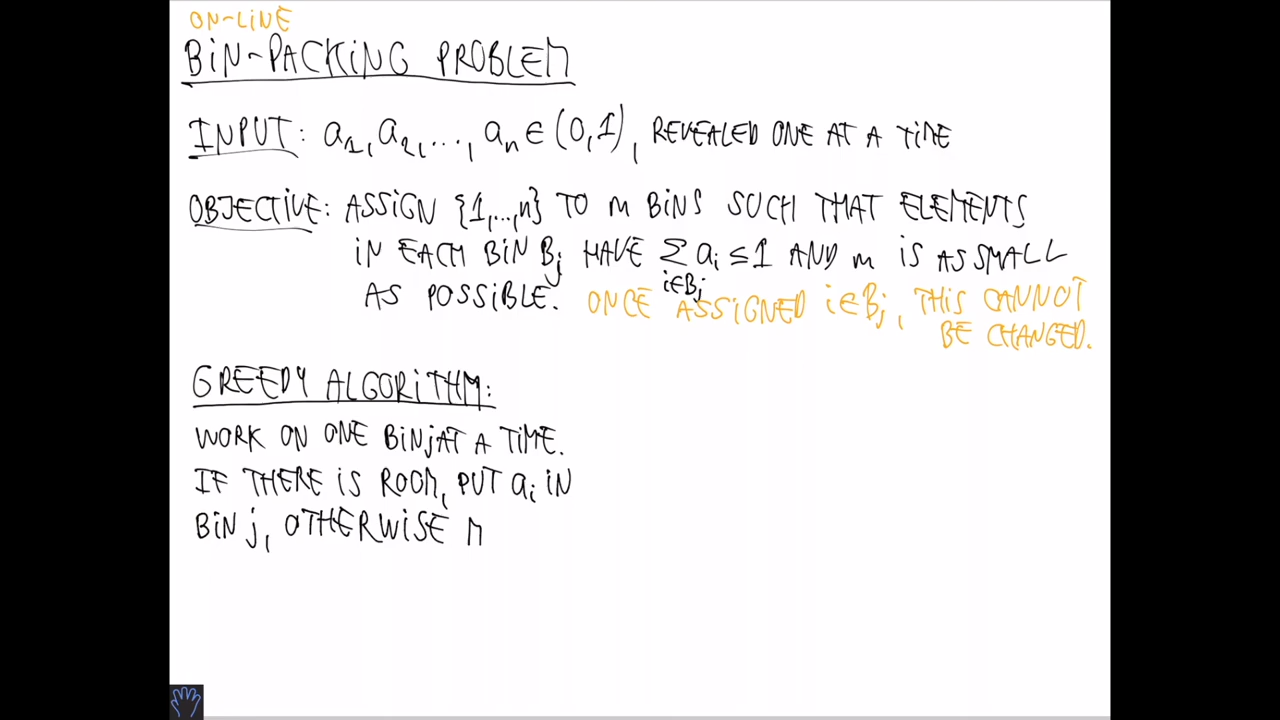 ON-LINE
BIN-PACKING PROBLEM
INPUT: a₁, a₂, ..., aₙ ∈ (0,1), REVEALED ONE AT A TIME
OBJECTIVE: ASSIGN {1,...,n} TO m BINS SUCH THAT ELEMENTS
IN EACH BIN Bⱼ HAVE ∑ aᵢ ≤ 1 AND m IS AS SMALL
i∈Bⱼ
AS POSSIBLE. ONCE ASSIGNED i∈Bⱼ, THIS CANNOT
BE CHANGED.
GREEDY ALGORITHM:
WORK ON ONE BIN j AT A TIME.
IF THERE IS ROOM, PUT aᵢ IN
BIN j, OTHERWISE M